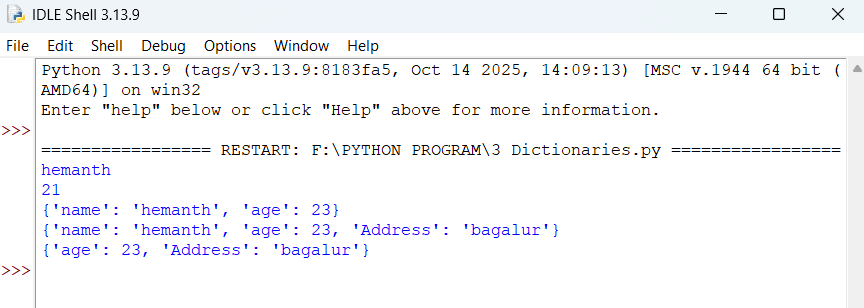 IDLE Shell 3.13.9
File Edit Shell Debug Options Window Help
Python 3.13.9 (tags/v3.13.9:8183fa5, Oct 14 2025, 14:09:13) [MSC v.1944 64 bit (
AMD64)] on win32
Enter "help" below or click "Help" above for more information.
>>>
================= RESTART: F:\PYTHON PROGRAM\3 Dictionaries.py =================
hemanth
21
{'name': 'hemanth', 'age': 23}
{'name': 'hemanth', 'age': 23, 'Address': 'bagalur'}
{'age': 23, 'Address': 'bagalur'}
>>>